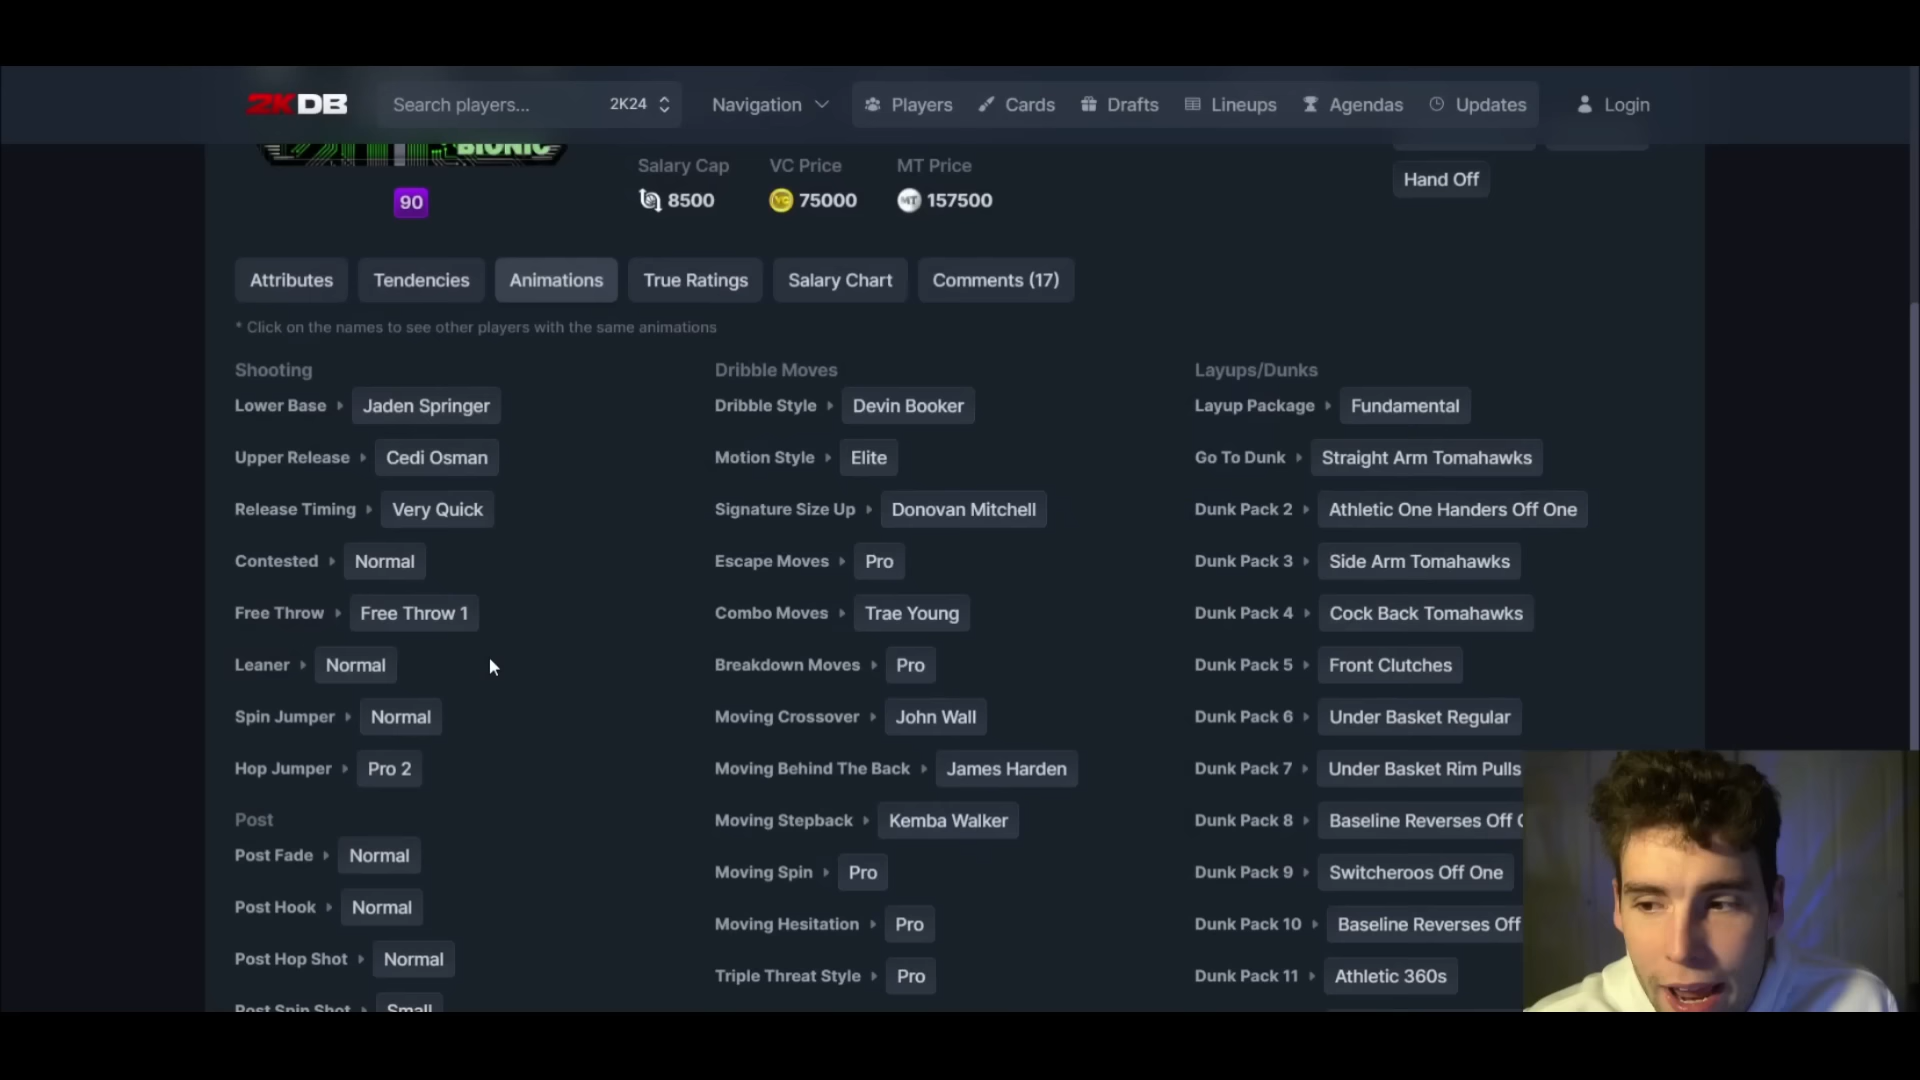 2KDB Search players... 2K24 Navigation Players Cards Drafts Lineups Agendas Updates Login
BIONIC
90
Salary Cap VC Price MT Price
8500 VC 75000 MT 157500
Hand Off
Attributes Tendencies Animations True Ratings Salary Chart Comments (17)
* Click on the names to see other players with the same animations
Shooting
Lower Base Jaden Springer
Upper Release Cedi Osman
Release Timing Very Quick
Contested Normal
Free Throw Free Throw 1
Leaner Normal
Spin Jumper Normal
Hop Jumper Pro 2
Post
Post Fade Normal
Post Hook Normal
Post Hop Shot Normal
Post Spin Shot Small
Dribble Moves
Dribble Style Devin Booker
Motion Style Elite
Signature Size Up Donovan Mitchell
Escape Moves Pro
Combo Moves Trae Young
Breakdown Moves Pro
Moving Crossover John Wall
Moving Behind The Back James Harden
Moving Stepback Kemba Walker
Moving Spin Pro
Moving Hesitation Pro
Triple Threat Style Pro
Layups/Dunks
Layup Package Fundamental
Go To Dunk Straight Arm Tomahawks
Dunk Pack 2 Athletic One Handers Off One
Dunk Pack 3 Side Arm Tomahawks
Dunk Pack 4 Cock Back Tomahawks
Dunk Pack 5 Front Clutches
Dunk Pack 6 Under Basket Regular
Dunk Pack 7 Under Basket Rim Pulls
Dunk Pack 8 Baseline Reverses Off
Dunk Pack 9 Switcheroos Off One
Dunk Pack 10 Baseline Reverses Off
Dunk Pack 11 Athletic 360s